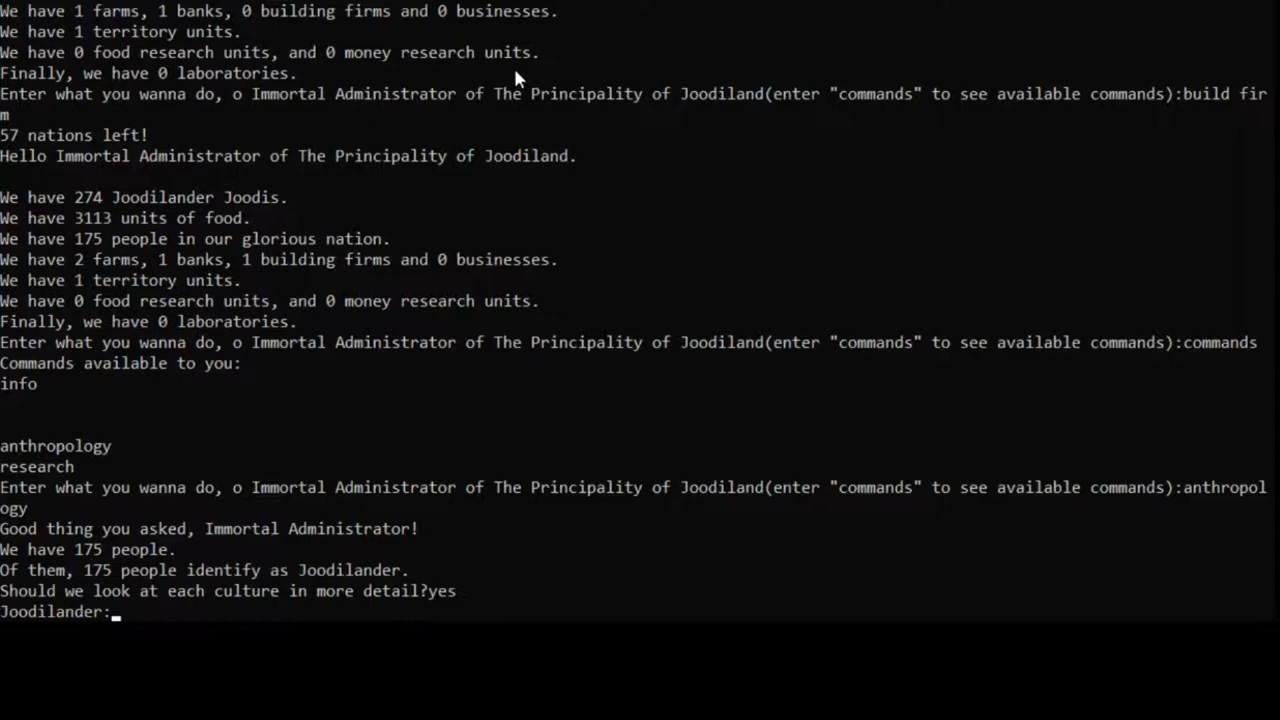 We have 1 farms, 1 banks, 0 building firms and 0 businesses.
We have 1 territory units.
We have 0 food research units, and 0 money research units.
Finally, we have 0 laboratories.
Enter what you wanna do, o Immortal Administrator of The Principality of Joodiland(enter "commands" to see available commands):build fir
m
57 nations left!
Hello Immortal Administrator of The Principality of Joodiland.
We have 274 Joodilander Joodis.
We have 3113 units of food.
We have 175 people in our glorious nation.
We have 2 farms, 1 banks, 1 building firms and 0 businesses.
We have 1 territory units.
We have 0 food research units, and 0 money research units.
Finally, we have 0 laboratories.
Enter what you wanna do, o Immortal Administrator of The Principality of Joodiland(enter "commands" to see available commands):commands
Commands available to you:
info
anthropology
research
Enter what you wanna do, o Immortal Administrator of The Principality of Joodiland(enter "commands" to see available commands):anthropol
ogy
Good thing you asked, Immortal Administrator!
We have 175 people.
Of them, 175 people identify as Joodilander.
Should we look at each culture in more detail?yes
Joodilander: